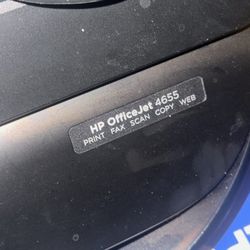 HP OfficeJet 4655
PRINT FAX SCAN COPY WEB